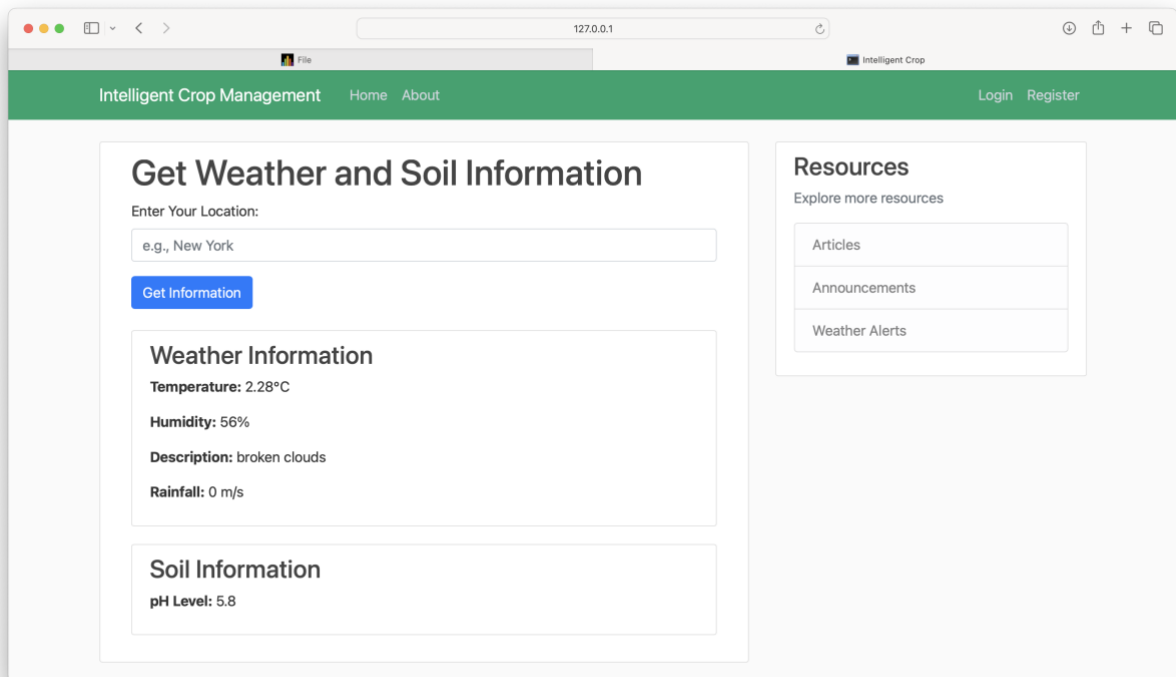 127.0.0.1
File
Intelligent Crop
Intelligent Crop Management Home About Login Register
Get Weather and Soil Information
Enter Your Location:
e.g., New York
Get Information
Weather Information
Temperature: 2.28°C
Humidity: 56%
Description: broken clouds
Rainfall: 0 m/s
Soil Information
pH Level: 5.8
Resources
Explore more resources
Articles
Announcements
Weather Alerts